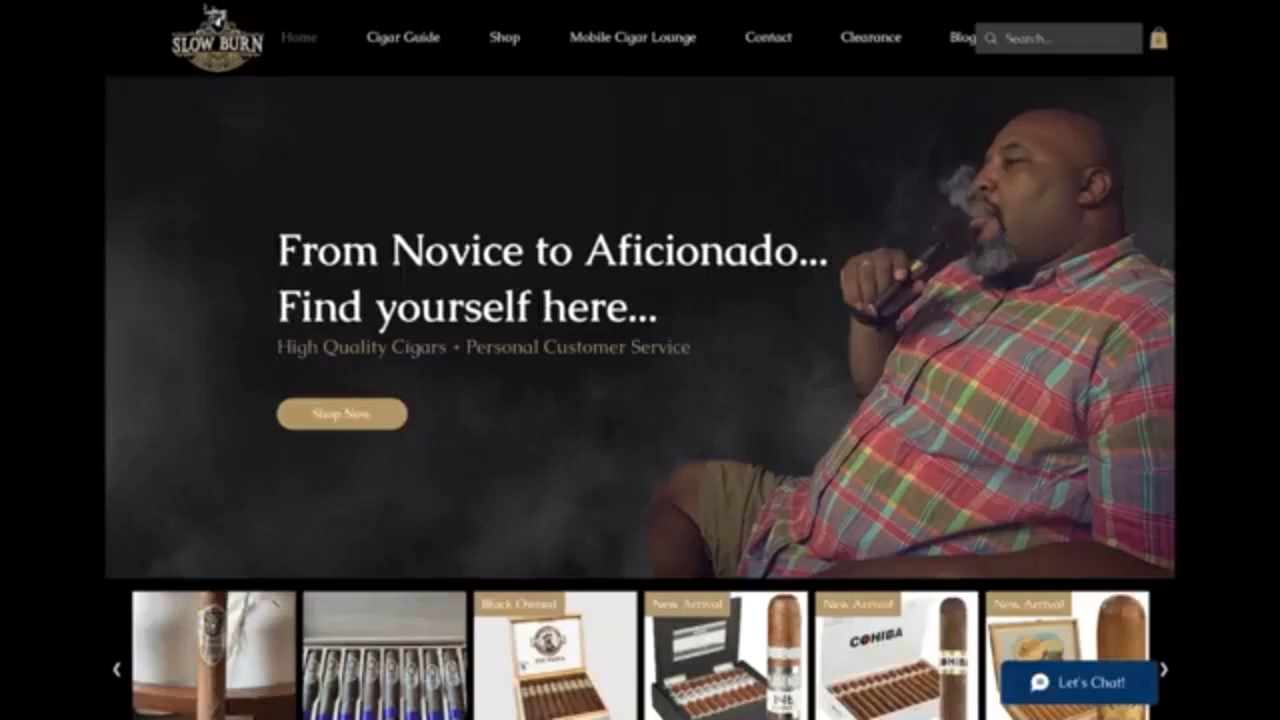 SLOW BURN
Home
Cigar Guide
Shop
Mobile Cigar Lounge
Contact
Clearance
Blog
Search...
From Novice to Aficionado...
Find yourself here...
High Quality Cigars + Personal Customer Service
Shop Now
Black Owned
New Arrival
New Arrival
New Arrival
COHIBA
Let's Chat!